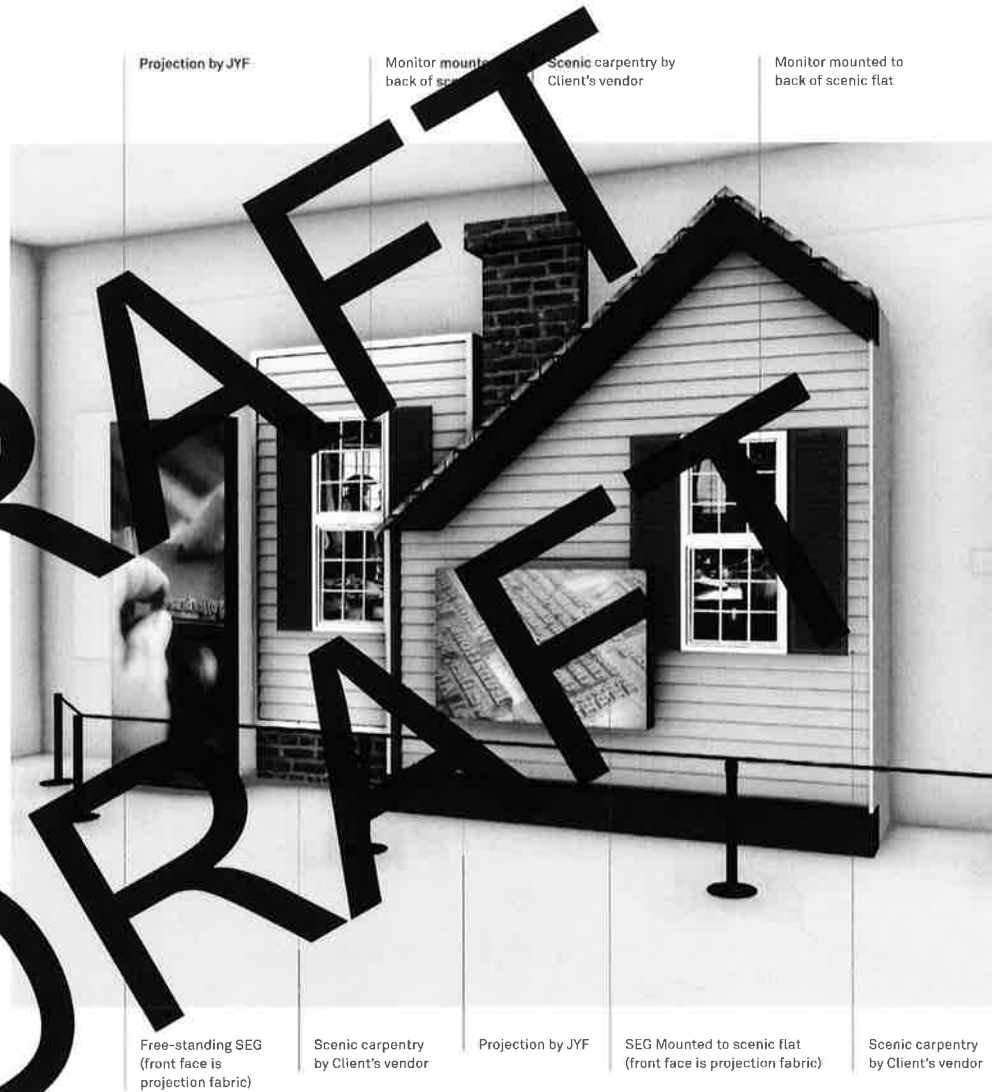 Projection by JYF
Monitor mounte
back of sc
Scenic carpentry by
Client's vendor
Monitor mounted to
back of scenic flat
DRAFT
DRAFT
Free-standing SEG
(front face is
projection fabric)
Scenic carpentry
by Client's vendor
Projection by JYF
SEG Mounted to scenic flat
(front face is projection fabric)
Scenic carpentry
by Client's vendor